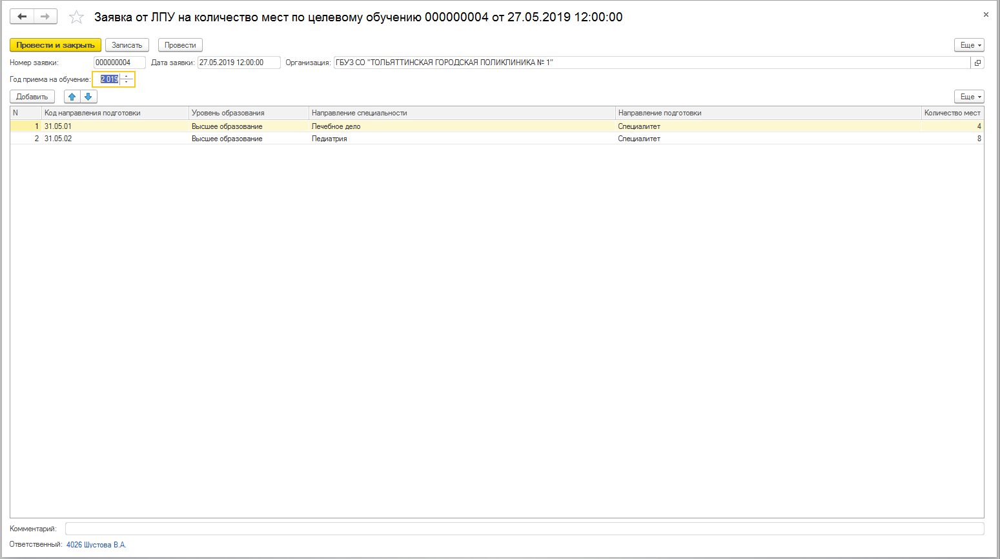 Заявка от ЛПУ на количество мест по целевому обучению 000000004 от 27.05.2019 12:00:00
Провести и закрыть Записать Провести Еще
Номер заявки: 000000004 Дата заявки: 27.05.2019 12:00:00 Организация: ГБУЗ СО "ТОЛЬЯТТИНСКАЯ ГОРОДСКАЯ ПОЛИКЛИНИКА № 1"
Год приема на обучение: 2 019
Добавить Еще
N Код направления подготовки Уровень образования Направление специальности Направление подготовки Количество мест
1 31.05.01 Высшее образование Лечебное дело Специалитет 4
2 31.05.02 Высшее образование Педиатрия Специалитет 8
Комментарий:
Ответственный: 4026 Шустова В.А.